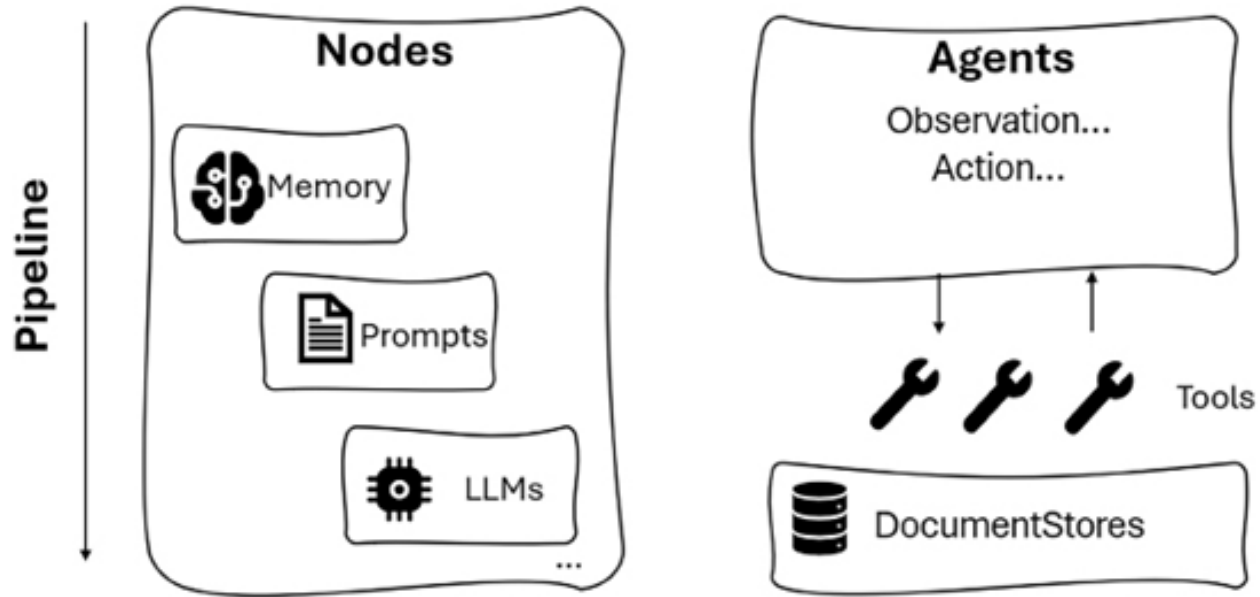 Pipeline
Nodes
Memory
Prompts
LLMs
...
Agents
Observation...
Action...
Tools
DocumentStores